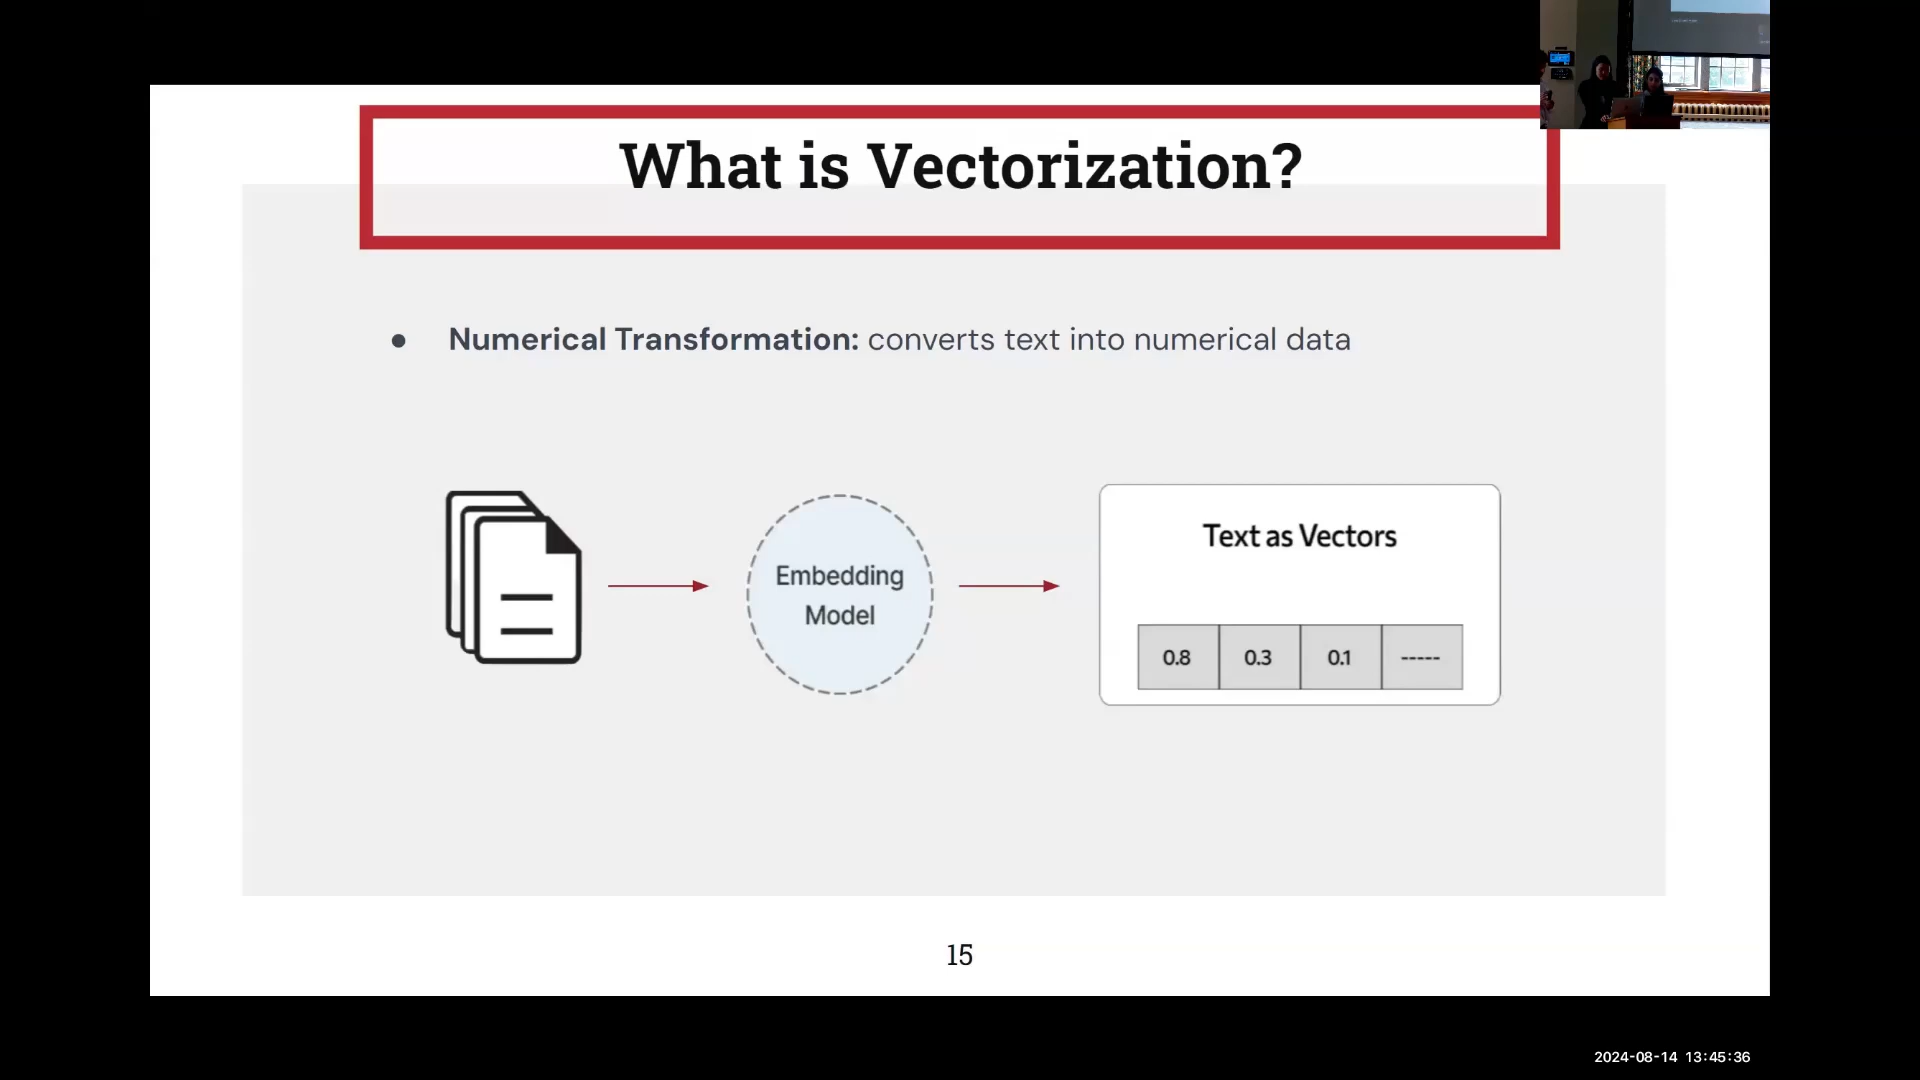 What is Vectorization?
● Numerical Transformation: converts text into numerical data
Embedding
Model
Text as Vectors
0.8 0.3 0.1 -----
15
2024-08-14 13:45:36